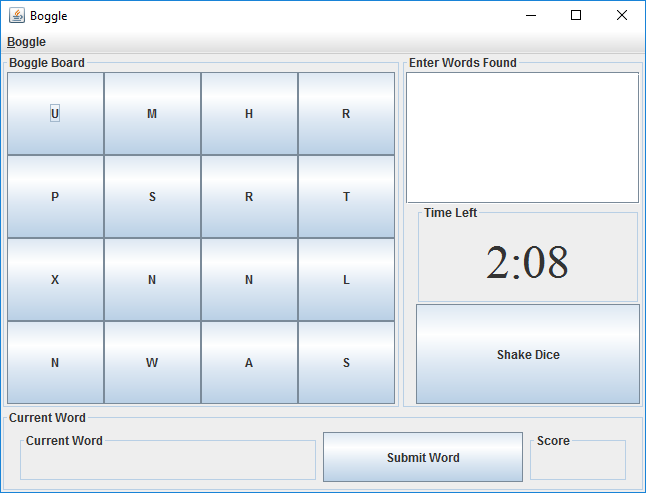 Boggle
Boggle
Boggle Board
Enter Words Found
U M H R
P S R T
X N N L
N W A S
Time Left
2:08
Shake Dice
Current Word
Current Word
Submit Word
Score